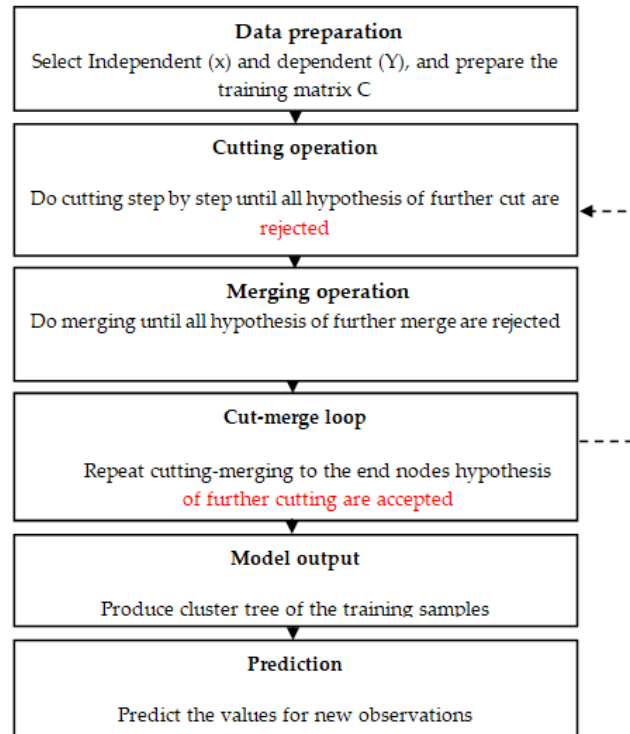 Data preparation
Select Independent (x) and dependent (Y), and prepare the
training matrix C
Cutting operation
Do cutting step by step until all hypothesis of further cut are
rejected
Merging operation
Do merging until all hypothesis of further merge are rejected
Cut-merge loop
Repeat cutting-merging to the end nodes hypothesis
of further cutting are accepted
Model output
Produce cluster tree of the training samples
Prediction
Predict the values for new observations